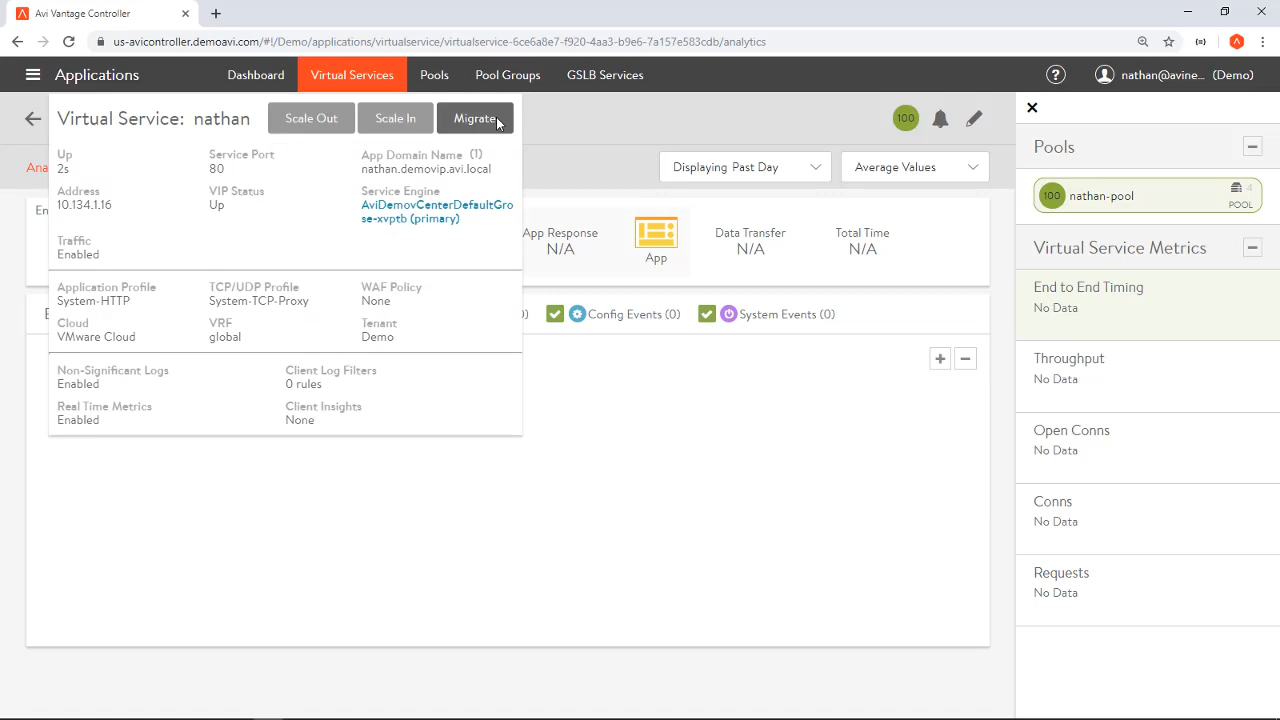 Avi Vantage Controller
us-avicontroller.demoavi.com/#!/Demo/applications/virtualservice/virtualservice-6ce6a8e7-f920-4aa3-b9e6-7a157e583cdb/analytics
Applications
Dashboard
Virtual Services
Pools
Pool Groups
GSLB Services
nathan@avine... (Demo)
Virtual Service: nathan
Scale Out
Scale In
Migrate
100
Ana
Displaying Past Day
Average Values
Up
2s
Service Port
80
App Domain Name (1)
nathan.demovip.avi.local
Address
10.134.1.16
VIP Status
Up
Service Engine
AviDemovCenterDefaultGro
se-xvptb (primary)
Traffic
Enabled
Application Profile
System-HTTP
TCP/UDP Profile
System-TCP-Proxy
WAF Policy
None
Cloud
VMware Cloud
VRF
global
Tenant
Demo
Non-Significant Logs
Enabled
Client Log Filters
0 rules
Real Time Metrics
Enabled
Client Insights
None
En
App Response
N/A
App
Data Transfer
N/A
Total Time
N/A
0)
Config Events (0)
System Events (0)
Pools
100
nathan-pool
4
POOL
Virtual Service Metrics
End to End Timing
No Data
Throughput
No Data
Open Conns
No Data
Conns
No Data
Requests
No Data